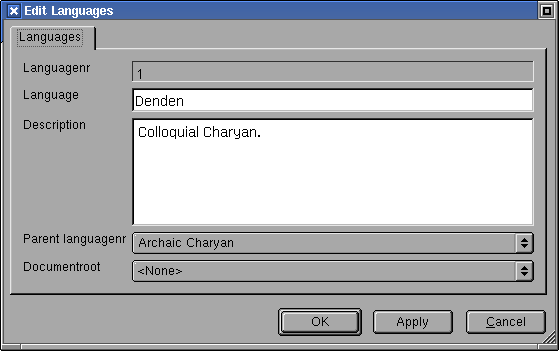 Edit Languages
Languages
Languagenr 1
Language Denden
Description Colloquial Charyan.
Parent languagenr Archaic Charyan
Documentroot <None>
OK Apply Cancel